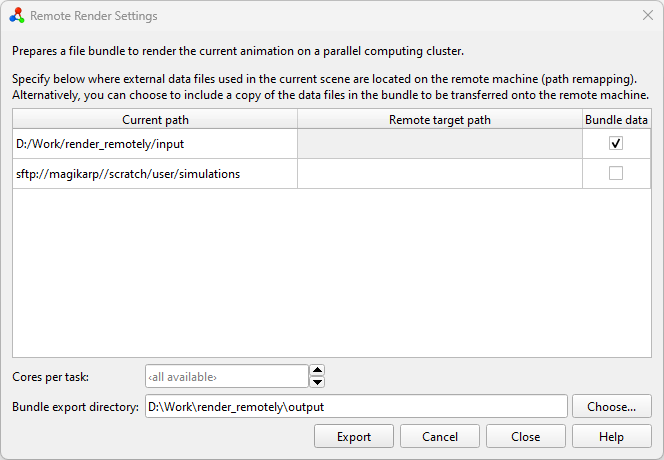 Remote Render Settings
Prepares a file bundle to render the current animation on a parallel computing cluster.
Specify below where external data files used in the current scene are located on the remote machine (path remapping).
Alternatively, you can choose to include a copy of the data files in the bundle to be transferred onto the remote machine.
Current path Remote target path Bundle data
D:/Work/render_remotely/input
sftp://magikarp//scratch/user/simulations
Cores per task: ‹all available›
Bundle export directory: D:\Work\render_remotely\output Choose...
Export Cancel Close Help